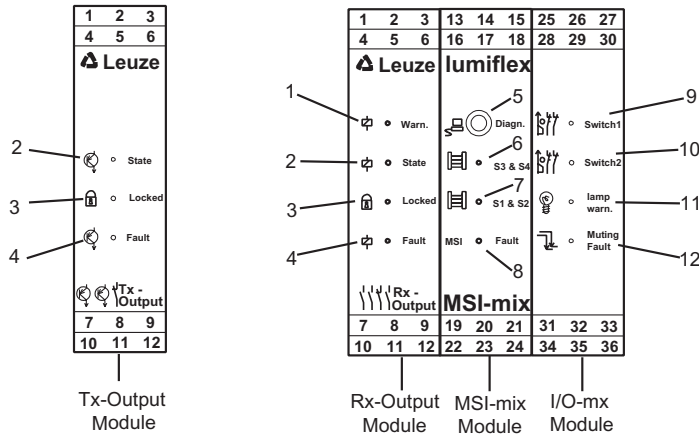 1 2 3
4 5 6
Leuze
2
State
3
Locked
4
Fault
Tx -
Output
7 8 9
10 11 12
Tx-Output
Module
1 2 3 13 14 15 25 26 27
4 5 6 16 17 18 28 29 30
Leuze lumiflex
1
Warn.
5
Diagn.
9
Switch1
2
State
6
S3 & S4
10
Switch2
3
Locked
7
S1 & S2
11
lamp
warn.
4
Fault
MSI Fault
8
Muting
Fault
12
Rx -
Output
MSI-mix
7 8 9 19 20 21 31 32 33
10 11 12 22 23 24 34 35 36
Rx-Output
Module
MSI-mix
Module
I/O-mx
Module